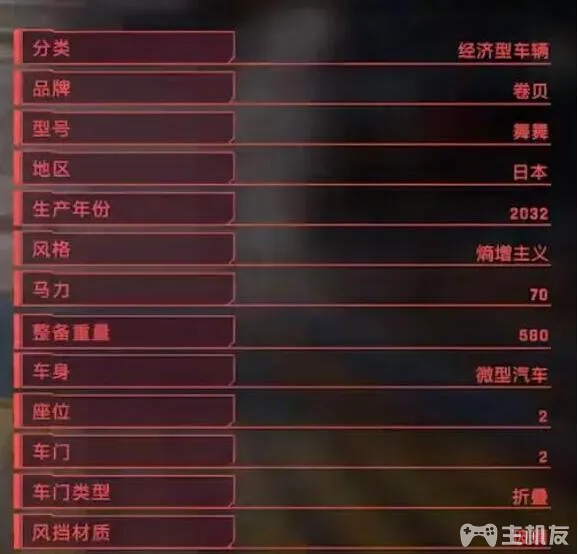 分类 经济型车辆
品牌 卷贝
型号 舞舞
地区 日本
生产年份 2032
风格 熵增主义
马力 70
整备重量 580
车身 微型汽车
座位 2
车门 2
车门类型 折叠
风挡材质
主机友